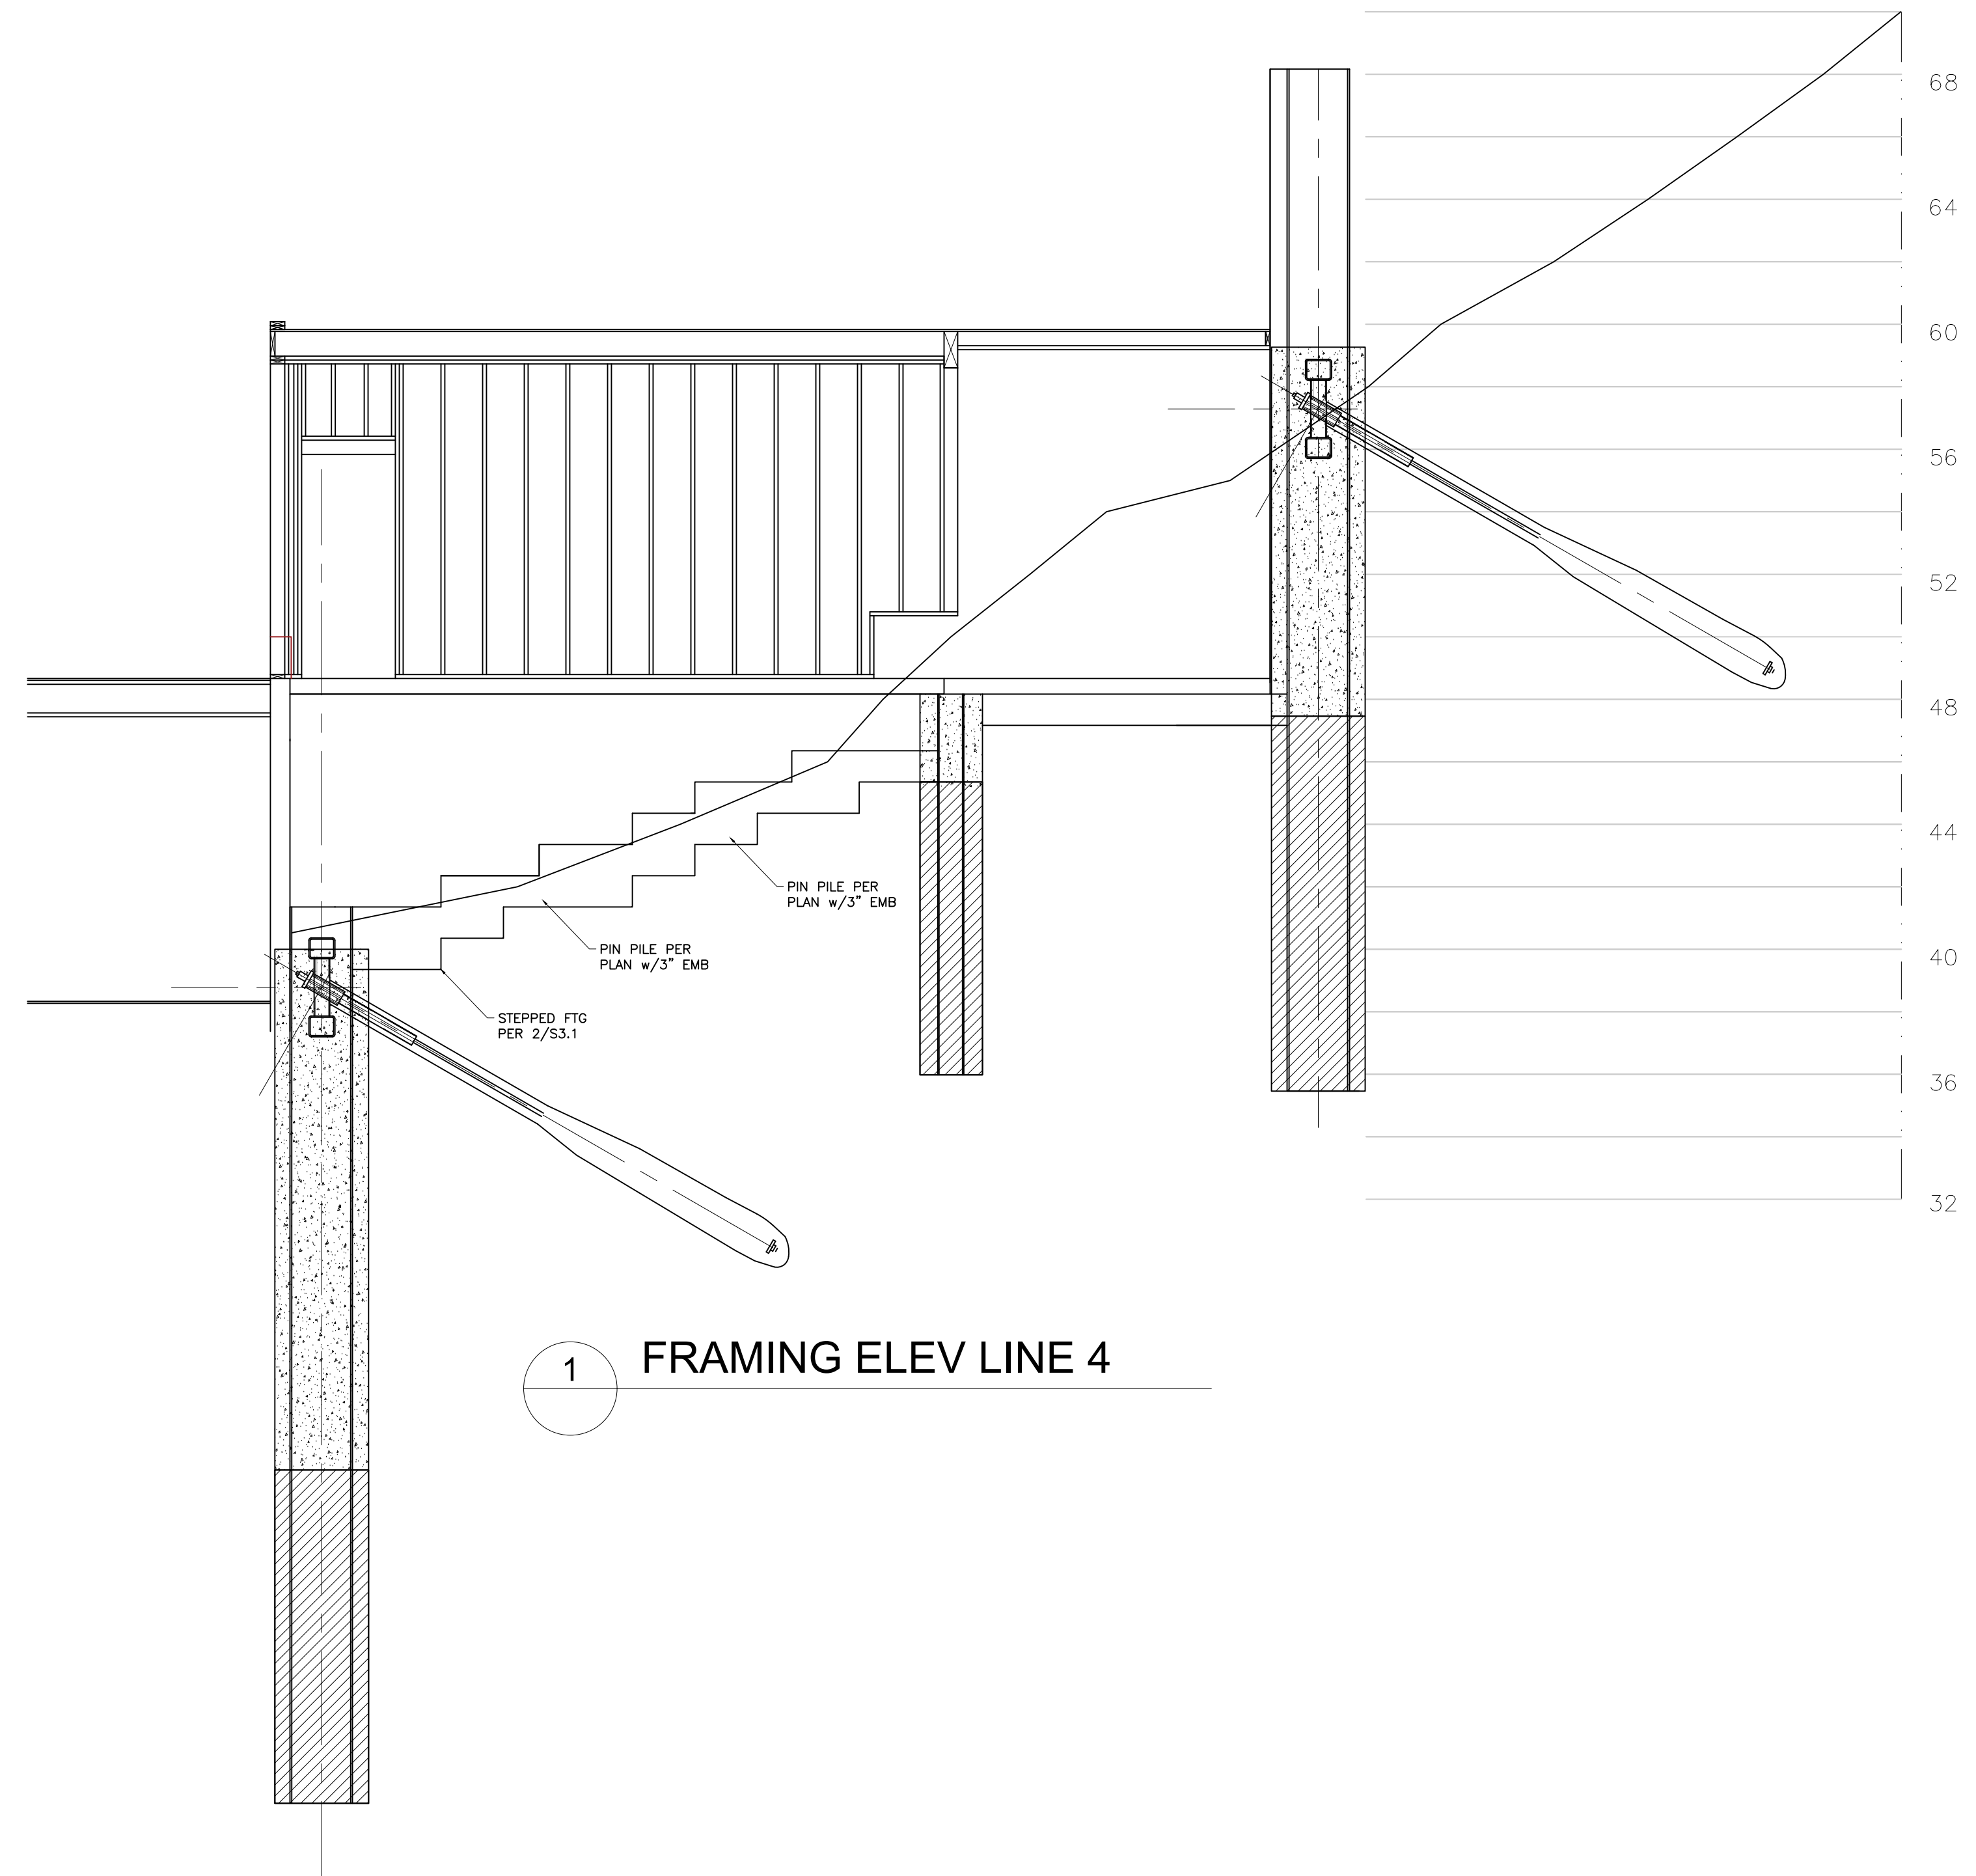 68
64
60
56
52
48
44
PIN PILE PER
PLAN w/3" EMB
PIN PILE PER
PLAN w/3" EMB
40
STEPPED FTG
PER 2/S3.1
36
32
1
FRAMING ELEV LINE 4